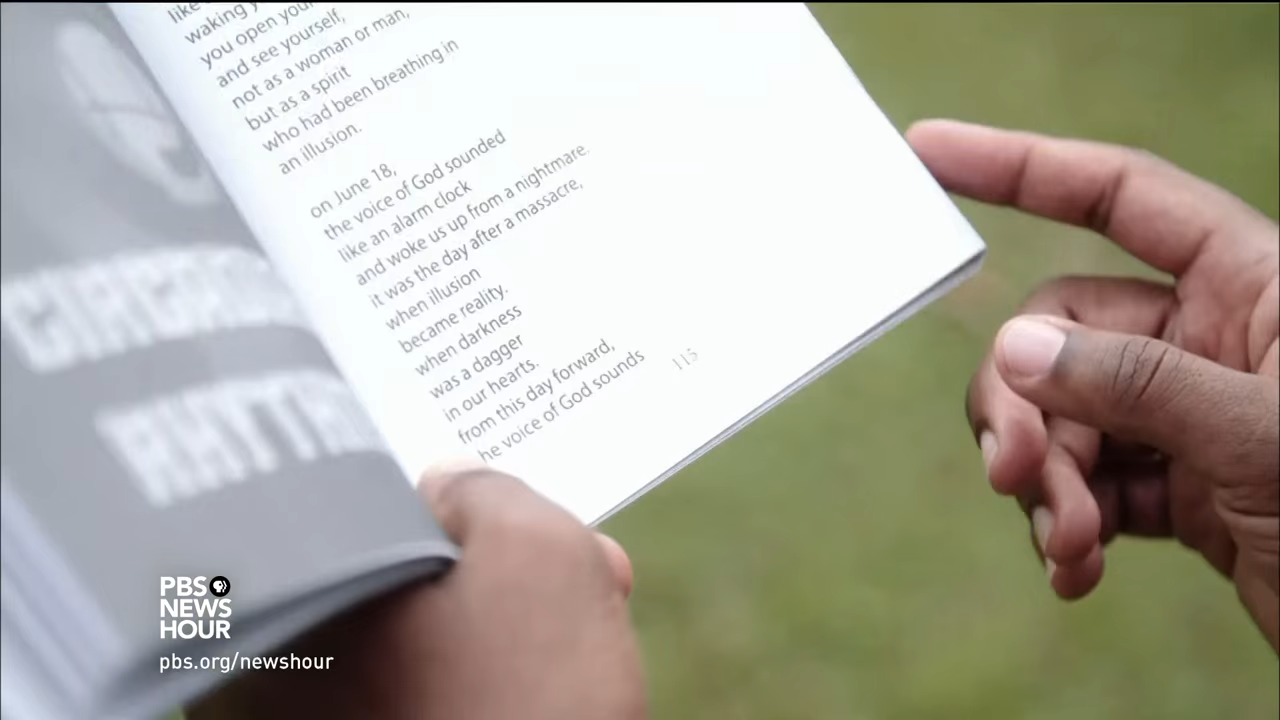 like
waking
you open your
and see yourself,
not as a woman or man,
but as a spirit
who had been breathing in
an illusion.
on June 18,
the voice of God sounded
like an alarm clock
and woke us up from a nightmare.
it was the day after a massacre,
when illusion
became reality.
when darkness
was a dagger
in our hearts.
from this day forward,
he voice of God sounds
115
PBS
NEWS
HOUR
pbs.org/newshour